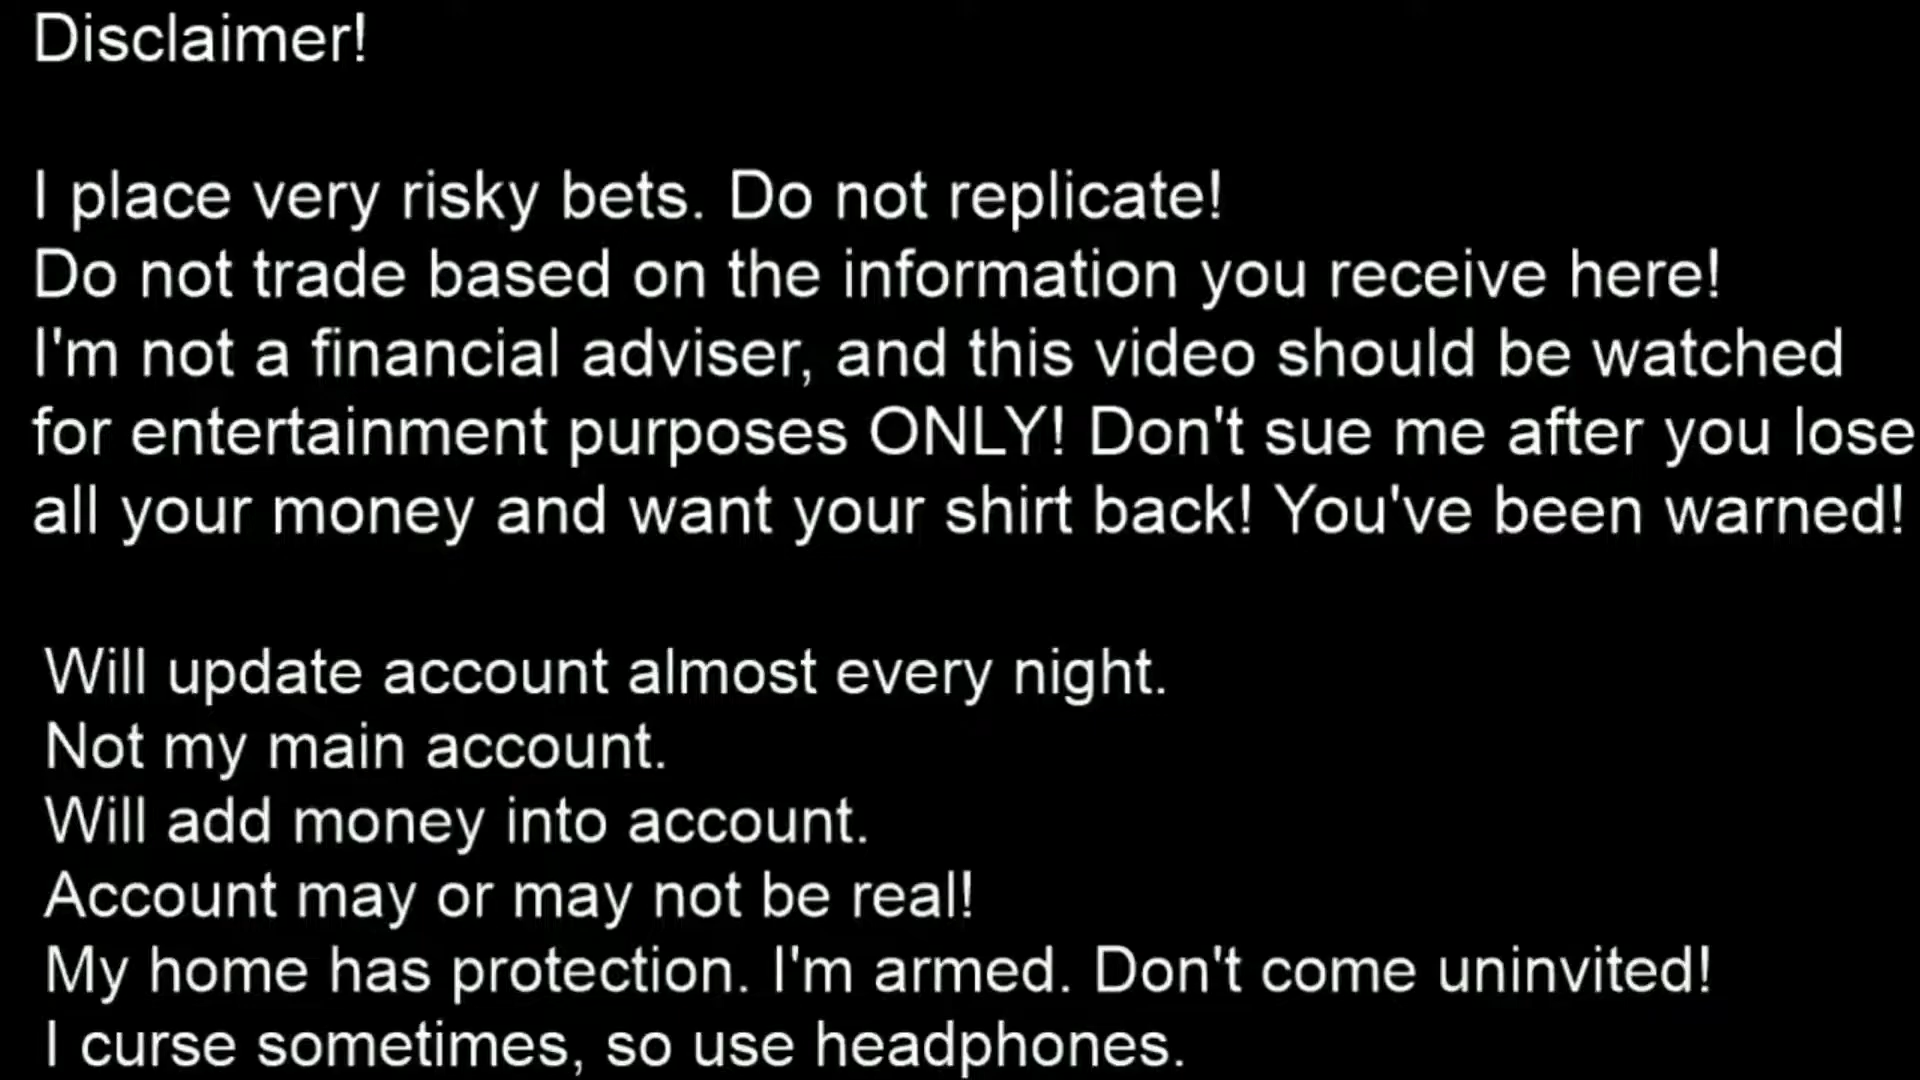 Disclaimer!
I place very risky bets. Do not replicate!
Do not trade based on the information you receive here!
I'm not a financial adviser, and this video should be watched
for entertainment purposes ONLY! Don't sue me after you lose
all your money and want your shirt back! You've been warned!
Will update account almost every night.
Not my main account.
Will add money into account.
Account may or may not be real!
My home has protection. I'm armed. Don't come uninvited!
I curse sometimes, so use headphones.